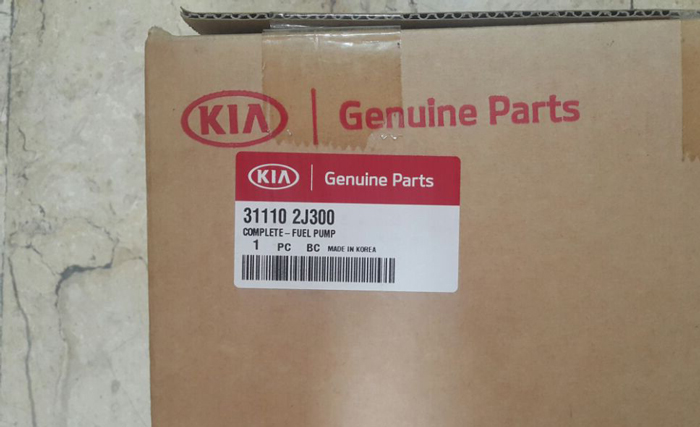 KIA Genuine Parts
KIA Genuine Parts
31110 2J300
COMPLETE-FUEL PUMP
1 PC BC MADE IN KOREA